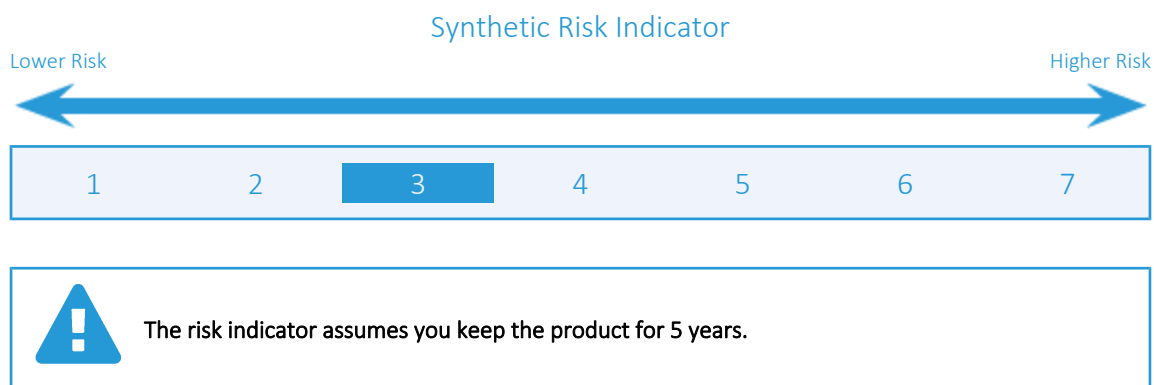 Synthetic Risk Indicator
Lower Risk Higher Risk
1 2 3 4 5 6 7
The risk indicator assumes you keep the product for 5 years.